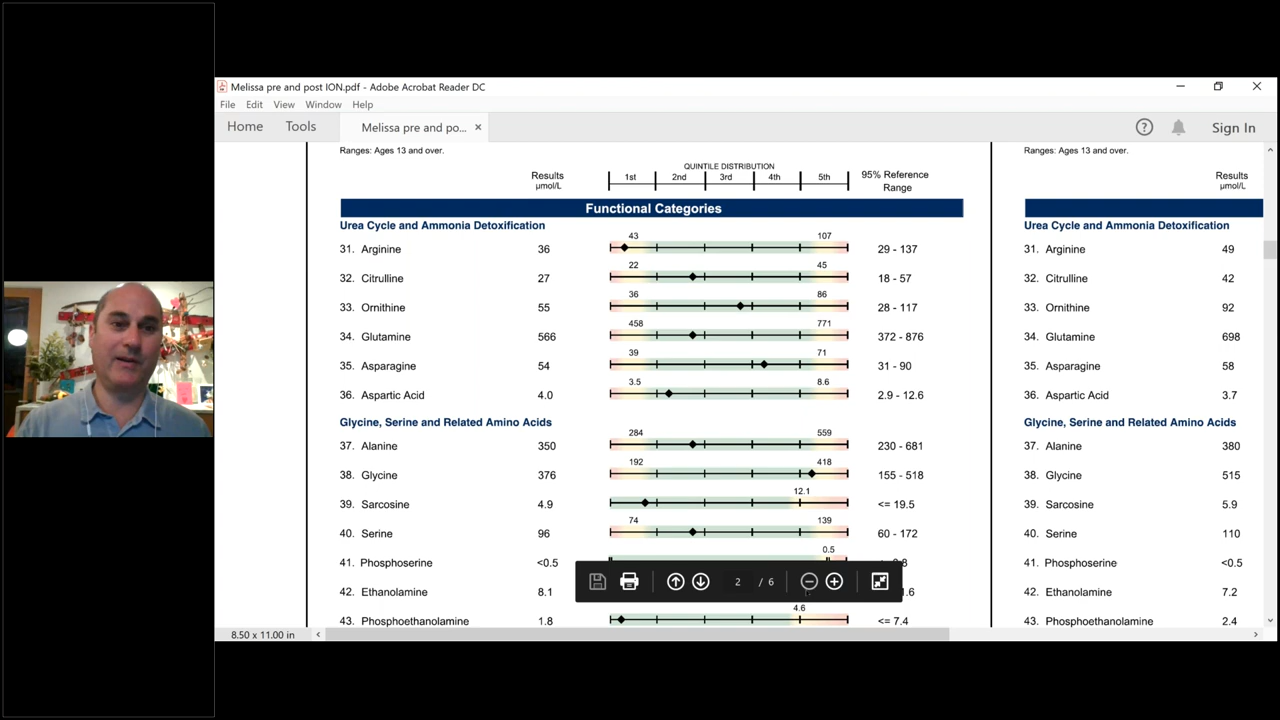 Melissa pre and post ION.pdf - Adobe Acrobat Reader DC
File Edit View Window Help
Home Tools Melissa pre and po... × ? Sign In
Ranges: Ages 13 and over. Ranges: Ages 13 and over.
QUINTILE DISTRIBUTION
Results 1st 2nd 3rd 4th 5th 95% Reference Results
µmol/L Range µmol/L
Functional Categories
Urea Cycle and Ammonia Detoxification Urea Cycle and Ammonia Detoxification
43 107
31. Arginine 36 29 - 137 31. Arginine 49
22 45
32. Citrulline 27 18 - 57 32. Citrulline 42
36 86
33. Ornithine 55 28 - 117 33. Ornithine 92
458 771
34. Glutamine 566 372 - 876 34. Glutamine 698
39 71
35. Asparagine 54 31 - 90 35. Asparagine 58
3.5 8.6
36. Aspartic Acid 4.0 2.9 - 12.6 36. Aspartic Acid 3.7
Glycine, Serine and Related Amino Acids Glycine, Serine and Related Amino Acids
284 559
37. Alanine 350 230 - 681 37. Alanine 380
192 418
38. Glycine 376 155 - 518 38. Glycine 515
12.1
39. Sarcosine 4.9 <= 19.5 39. Sarcosine 5.9
74 139
40. Serine 96 60 - 172 40. Serine 110
0.5
41. Phosphoserine <0.5 41. Phosphoserine <0.5
2 / 6
42. Ethanolamine 8.1 42. Ethanolamine 7.2
4.6
43. Phosphoethanolamine 1.8 <= 7.4 43. Phosphoethanolamine 2.4
8.50 x 11.00 in